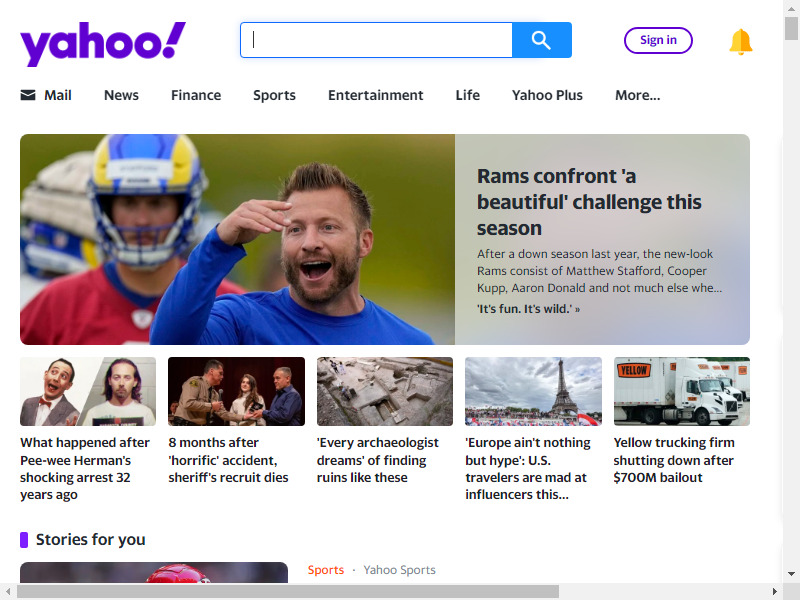 yahoo!
Sign in
Mail News Finance Sports Entertainment Life Yahoo Plus More...
Rams confront 'a
beautiful' challenge this
season
After a down season last year, the new-look
Rams consist of Matthew Stafford, Cooper
Kupp, Aaron Donald and not much else whe...
'It's fun. It's wild.' »
YELLOW
What happened after
Pee-wee Herman's
shocking arrest 32
years ago
8 months after
'horrific' accident,
sheriff's recruit dies
'Every archaeologist
dreams' of finding
ruins like these
'Europe ain't nothing
but hype': U.S.
travelers are mad at
influencers this...
Yellow trucking firm
shutting down after
$700M bailout
Stories for you
Sports · Yahoo Sports